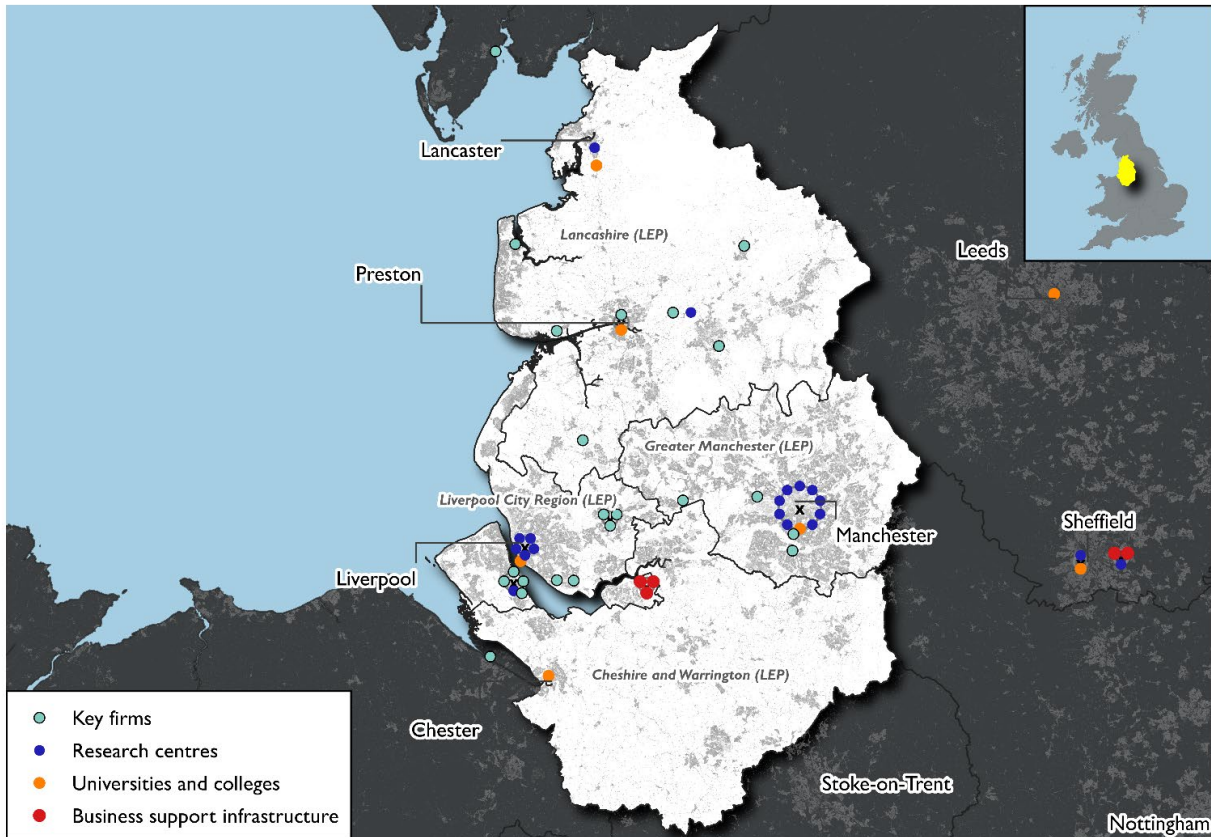 Lancaster
Lancashire (LEP)
Leeds
Preston
Greater Manchester (LEP)
Liverpool City Region (LEP)
x
Manchester
Sheffield
Liverpool
Cheshire and Warrington (LEP)
Chester
Stoke-on-Trent
Nottingham
Key firms
Research centres
Universities and colleges
Business support infrastructure